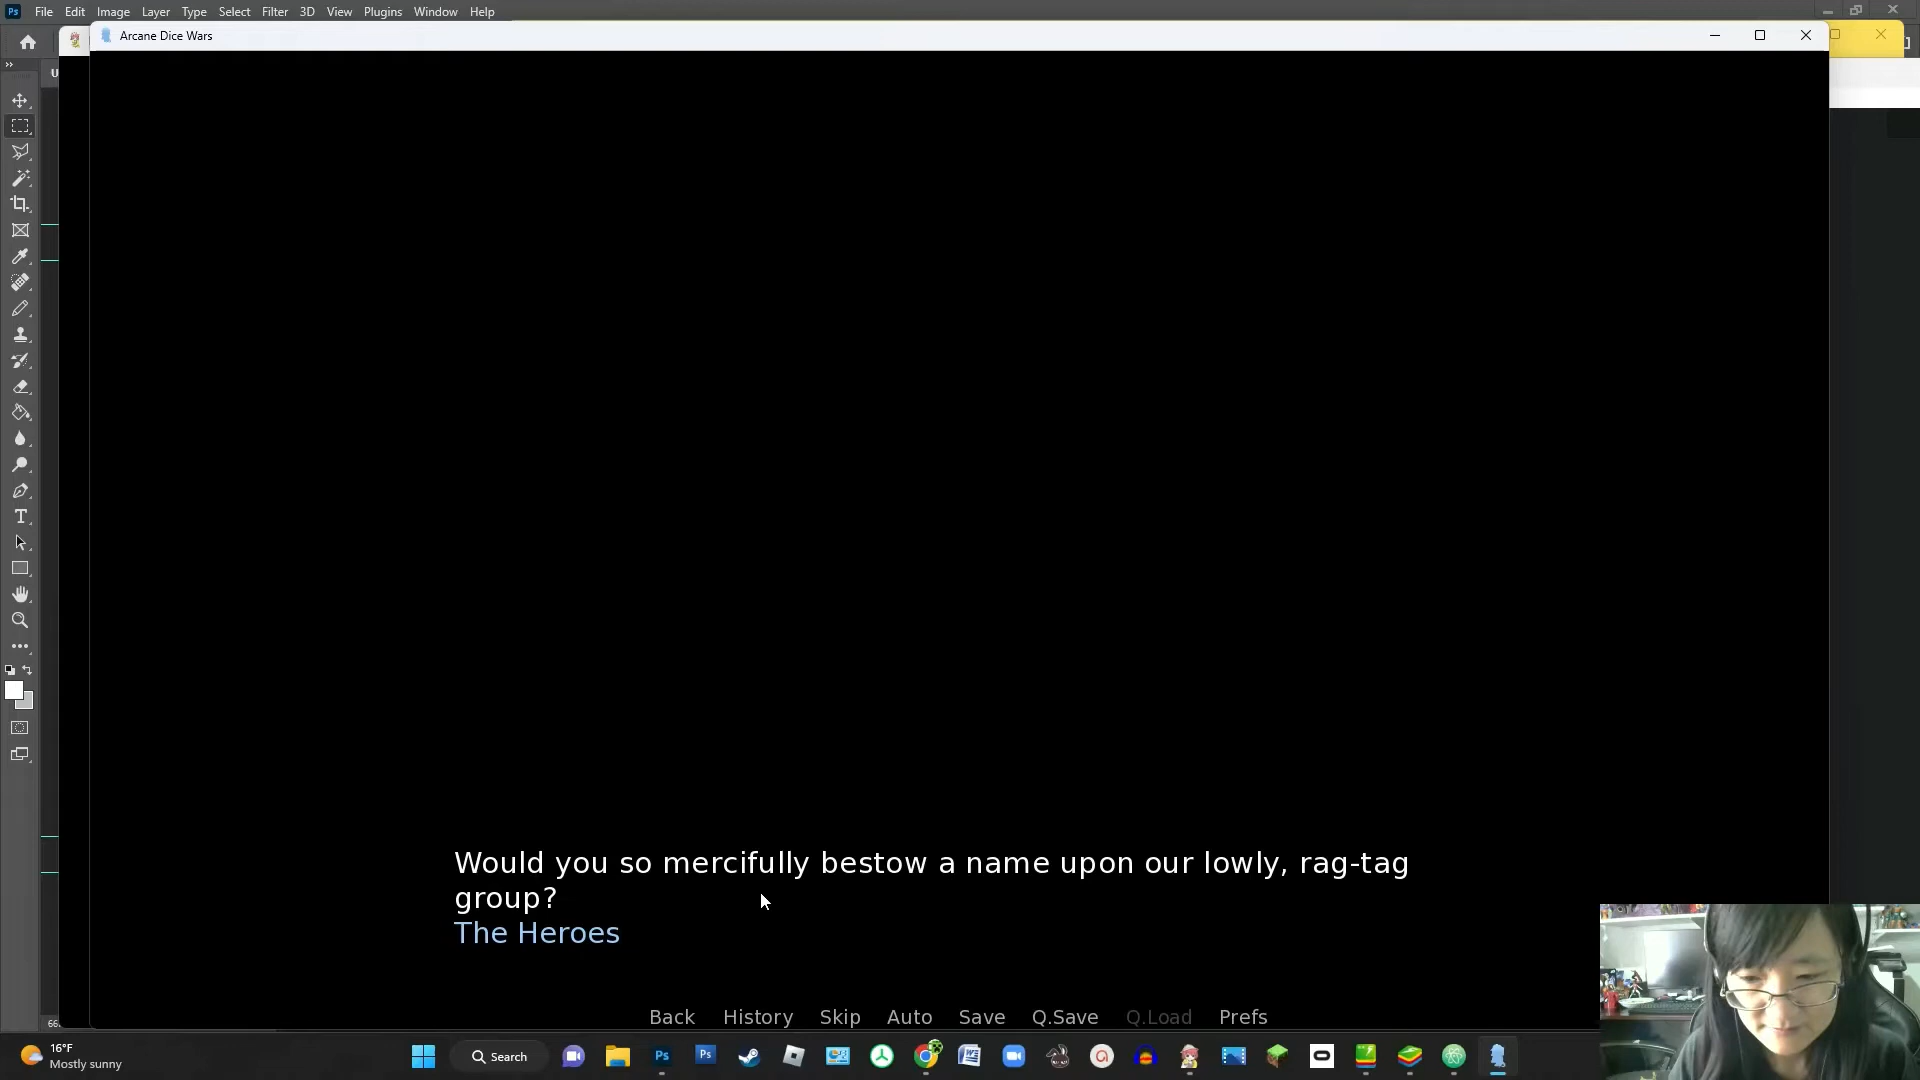 File Edit Image Layer Type Select Filter 3D View Plugins Window Help
Arcane Dice Wars
Would you so mercifully bestow a name upon our lowly, rag-tag
group?
The Heroes
Back History Skip Auto Save Q.Save Q.Load Prefs
16°F
Mostly sunny
Search